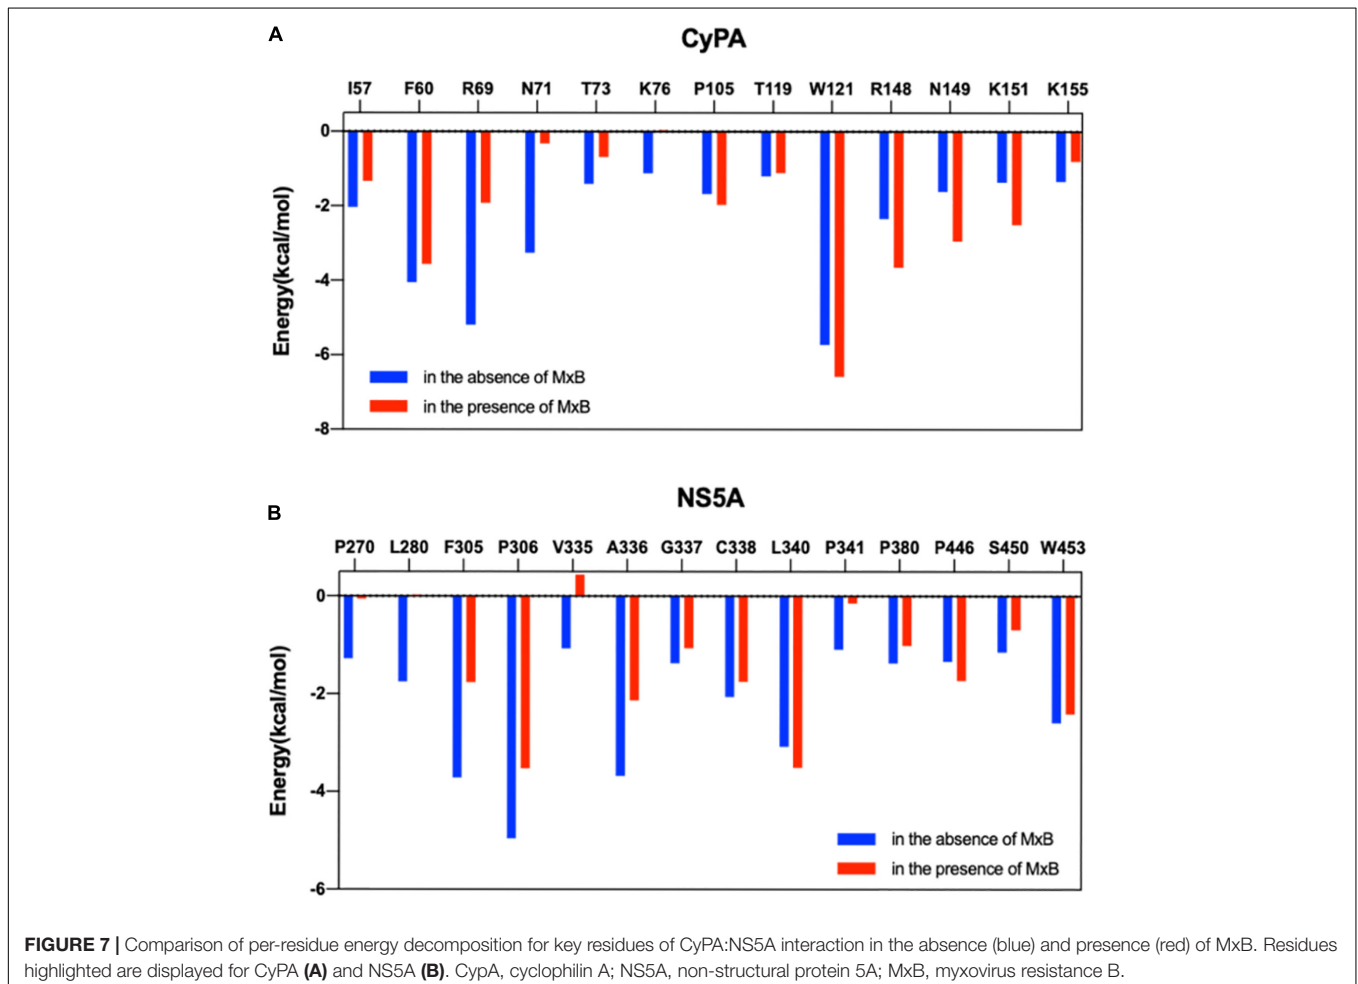 A
CyPA
I57 F60 R69 N71 T73 K76 P105 T119 W121 R148 N149 K151 K155
0
-2
-4
-6
-8
Energy(kcal/mol)
in the absence of MxB
in the presence of MxB
B
NS5A
P270 L280 F305 P306 V335 A336 G337 C338 L340 P341 P380 P446 S450 W453
0
-2
-4
-6
Energy(kcal/mol)
in the absence of MxB
in the presence of MxB
FIGURE 7 | Comparison of per-residue energy decomposition for key residues of CyPA:NS5A interaction in the absence (blue) and presence (red) of MxB. Residues
highlighted are displayed for CyPA (A) and NS5A (B). CypA, cyclophilin A; NS5A, non-structural protein 5A; MxB, myxovirus resistance B.